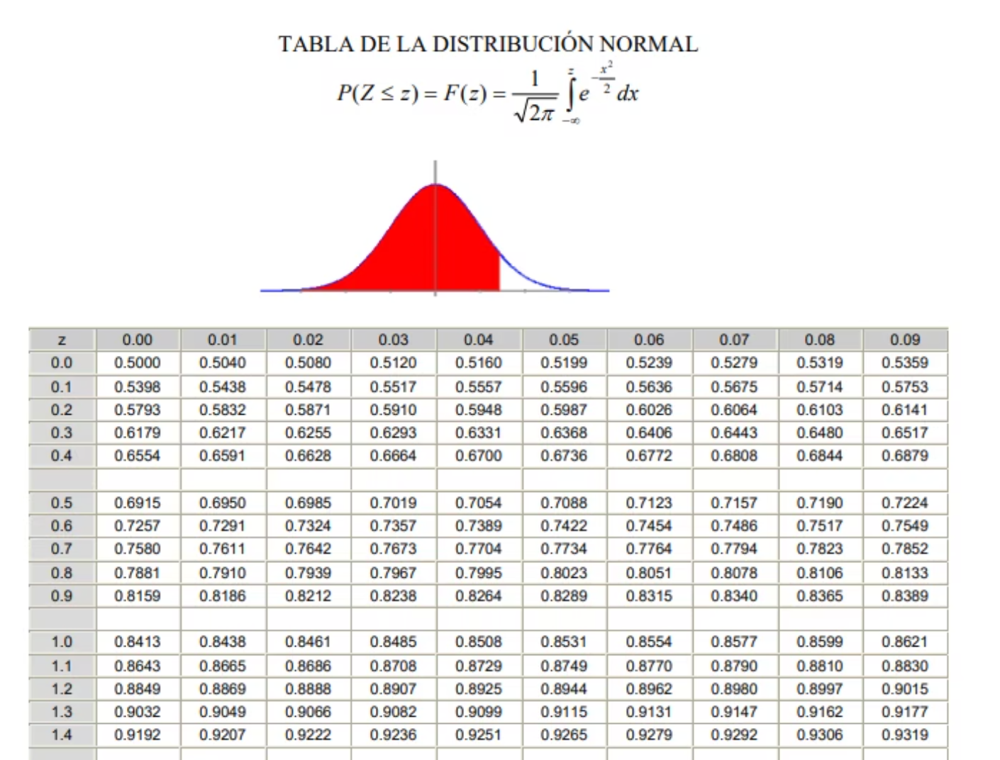 TABLA DE LA DISTRIBUCIÓN NORMAL
P(Z ≤ z) = F(z) = 1/√2π ∫_{-∞}^{z} e^{-x²/2} dx
z 0.00 0.01 0.02 0.03 0.04 0.05 0.06 0.07 0.08 0.09
0.0 0.5000 0.5040 0.5080 0.5120 0.5160 0.5199 0.5239 0.5279 0.5319 0.5359
0.1 0.5398 0.5438 0.5478 0.5517 0.5557 0.5596 0.5636 0.5675 0.5714 0.5753
0.2 0.5793 0.5832 0.5871 0.5910 0.5948 0.5987 0.6026 0.6064 0.6103 0.6141
0.3 0.6179 0.6217 0.6255 0.6293 0.6331 0.6368 0.6406 0.6443 0.6480 0.6517
0.4 0.6554 0.6591 0.6628 0.6664 0.6700 0.6736 0.6772 0.6808 0.6844 0.6879
0.5 0.6915 0.6950 0.6985 0.7019 0.7054 0.7088 0.7123 0.7157 0.7190 0.7224
0.6 0.7257 0.7291 0.7324 0.7357 0.7389 0.7422 0.7454 0.7486 0.7517 0.7549
0.7 0.7580 0.7611 0.7642 0.7673 0.7704 0.7734 0.7764 0.7794 0.7823 0.7852
0.8 0.7881 0.7910 0.7939 0.7967 0.7995 0.8023 0.8051 0.8078 0.8106 0.8133
0.9 0.8159 0.8186 0.8212 0.8238 0.8264 0.8289 0.8315 0.8340 0.8365 0.8389
1.0 0.8413 0.8438 0.8461 0.8485 0.8508 0.8531 0.8554 0.8577 0.8599 0.8621
1.1 0.8643 0.8665 0.8686 0.8708 0.8729 0.8749 0.8770 0.8790 0.8810 0.8830
1.2 0.8849 0.8869 0.8888 0.8907 0.8925 0.8944 0.8962 0.8980 0.8997 0.9015
1.3 0.9032 0.9049 0.9066 0.9082 0.9099 0.9115 0.9131 0.9147 0.9162 0.9177
1.4 0.9192 0.9207 0.9222 0.9236 0.9251 0.9265 0.9279 0.9292 0.9306 0.9319